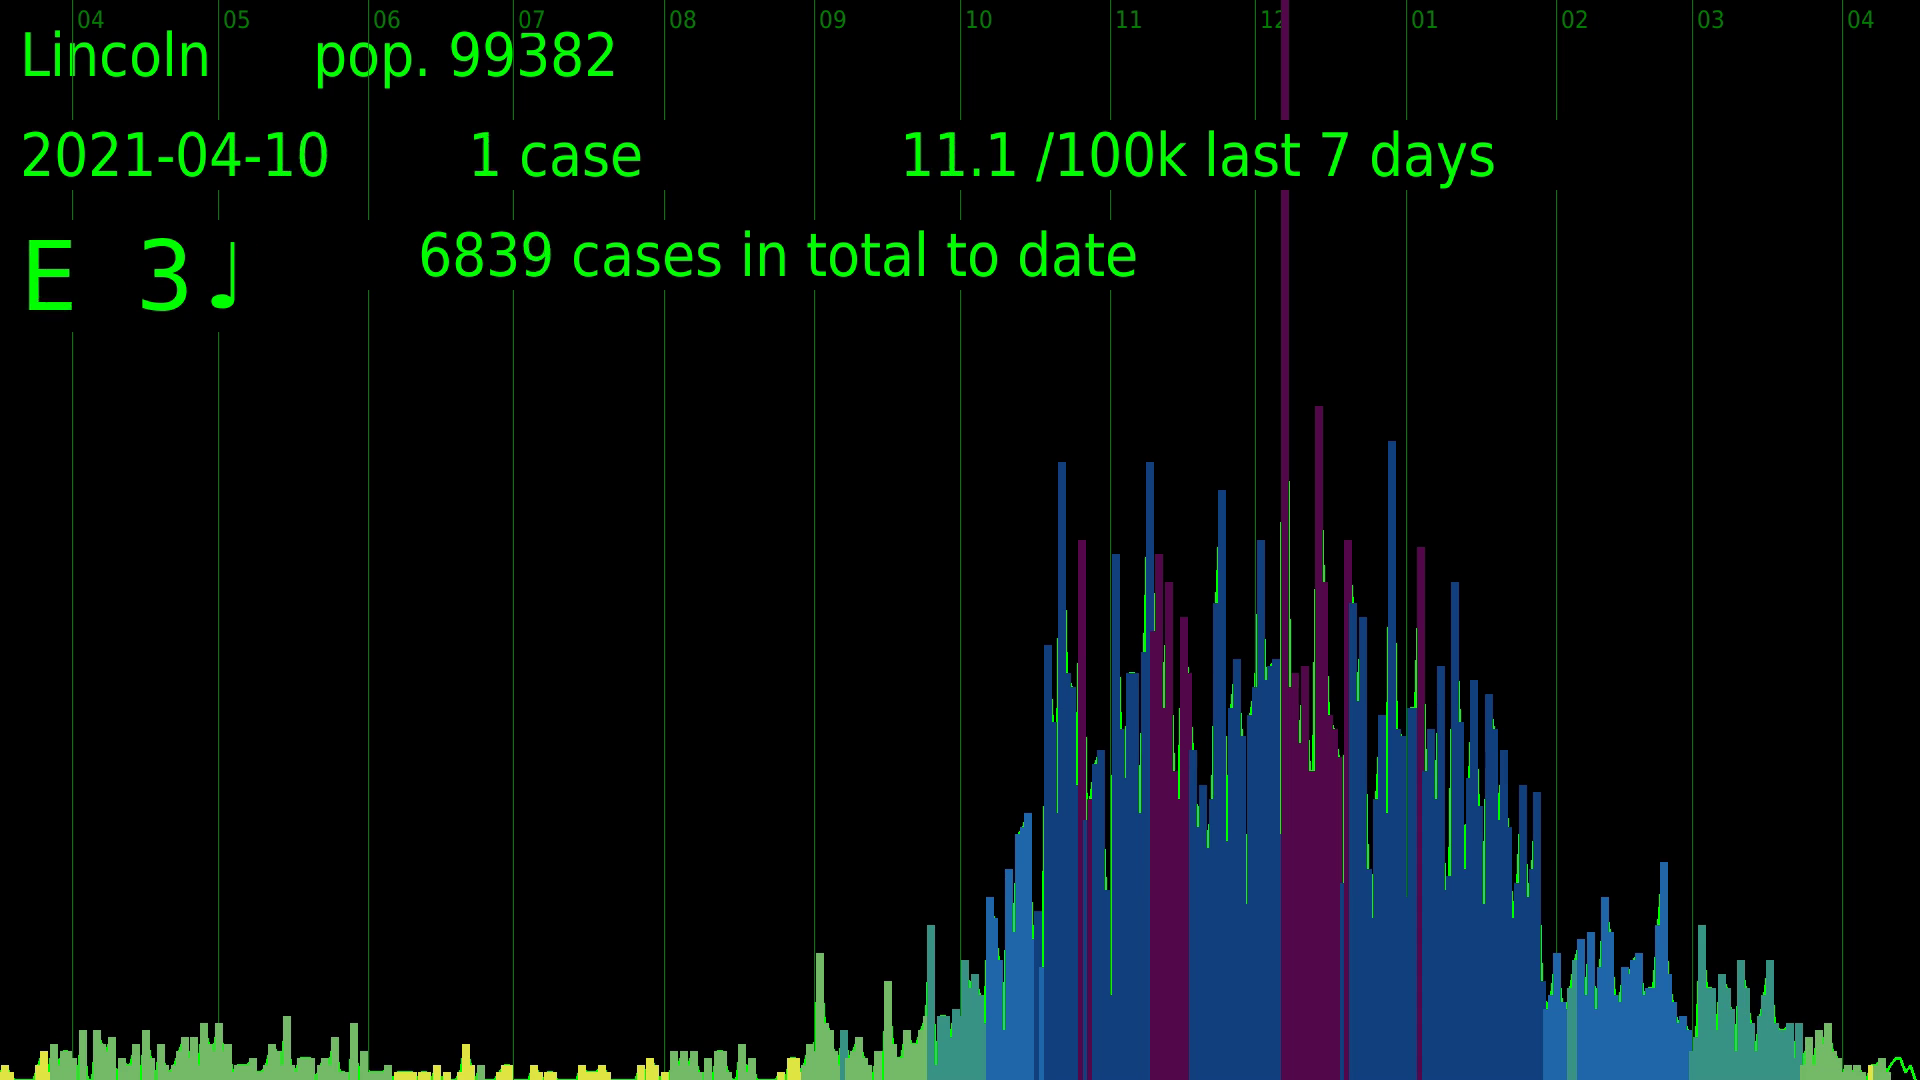 04 05 06 07 08 09 10 11 12 01 02 03 04
Lincoln pop. 99382
2021-04-10 1 case 11.1 /100k last 7 days
6839 cases in total to date
E 3♩